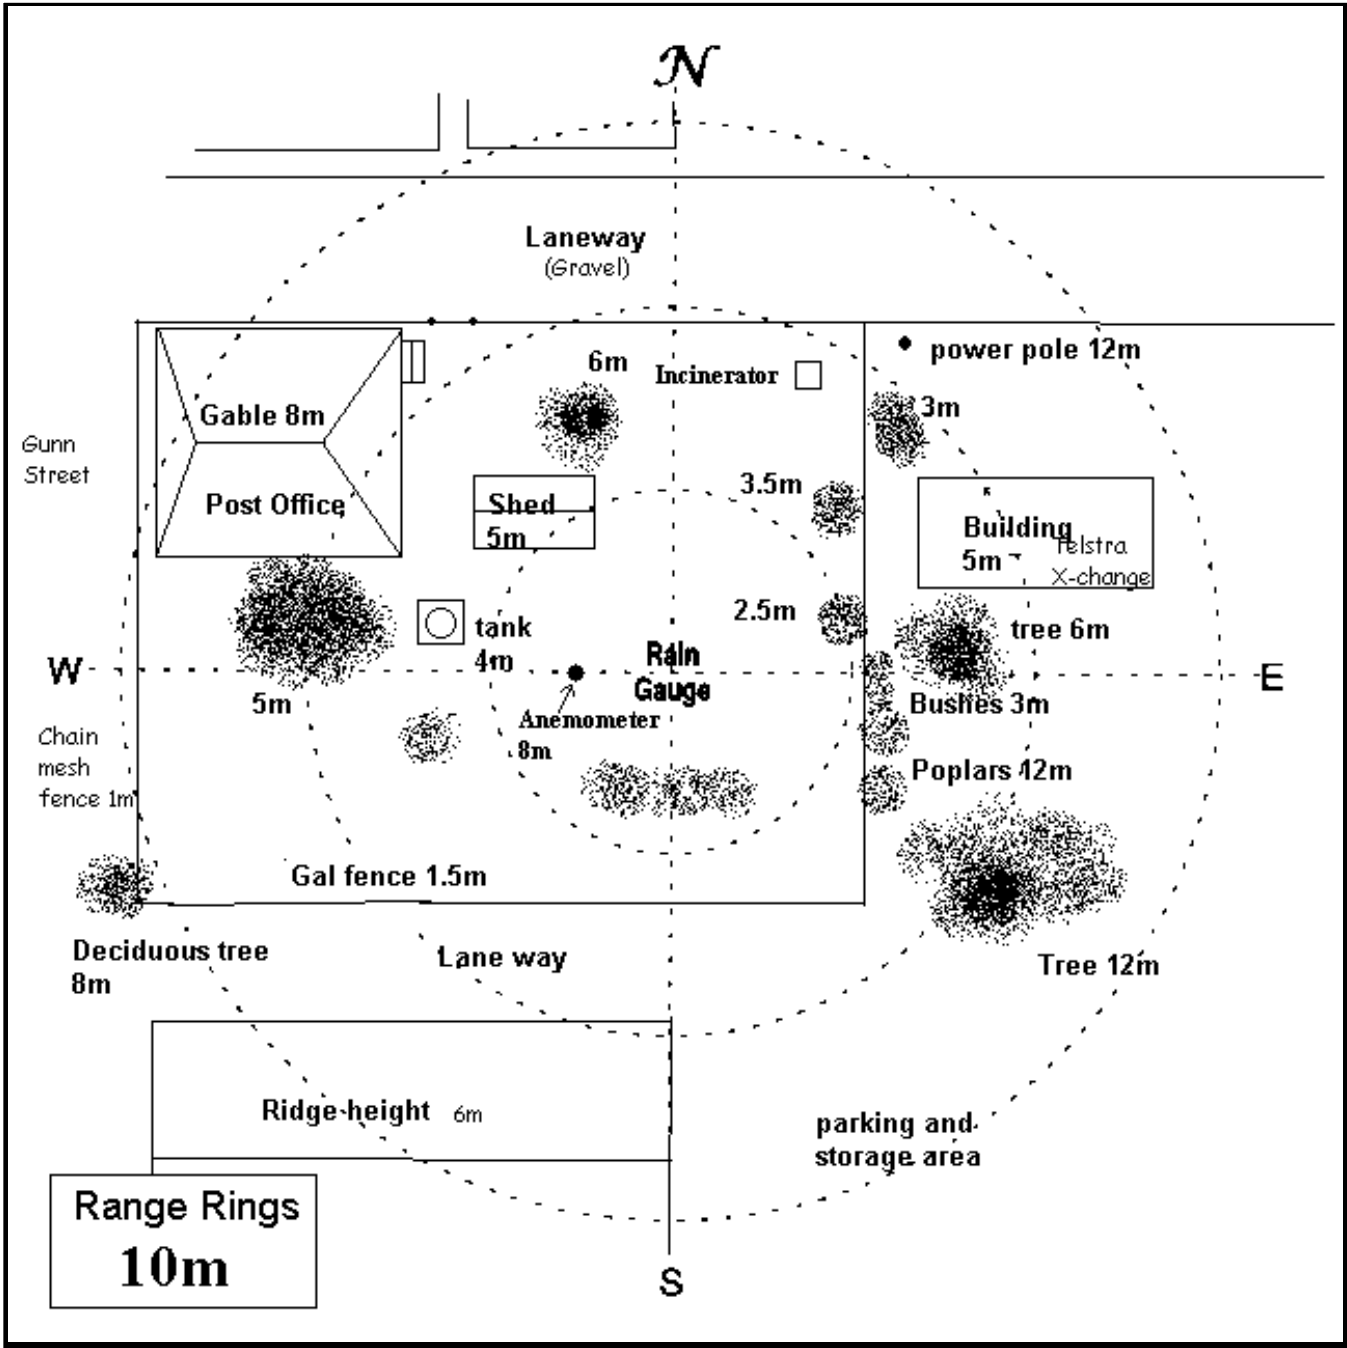 N
Laneway
(Gravel)
power pole 12m
6m
Incinerator
3m
Gable 8m
Gunn
Street
3.5m
Post Office
Shed
5m
Building
5m
Telstra
X-change
2.5m
tank
4m
tree 6m
Rain
Gauge
W
E
5m
Bushes 3m
Anemometer
8m
Chain
mesh
fence 1m
Poplars 12m
Gal fence 1.5m
Deciduous tree
8m
Lane way
Tree 12m
Ridge height 6m
parking and
storage area
Range Rings
10m
S